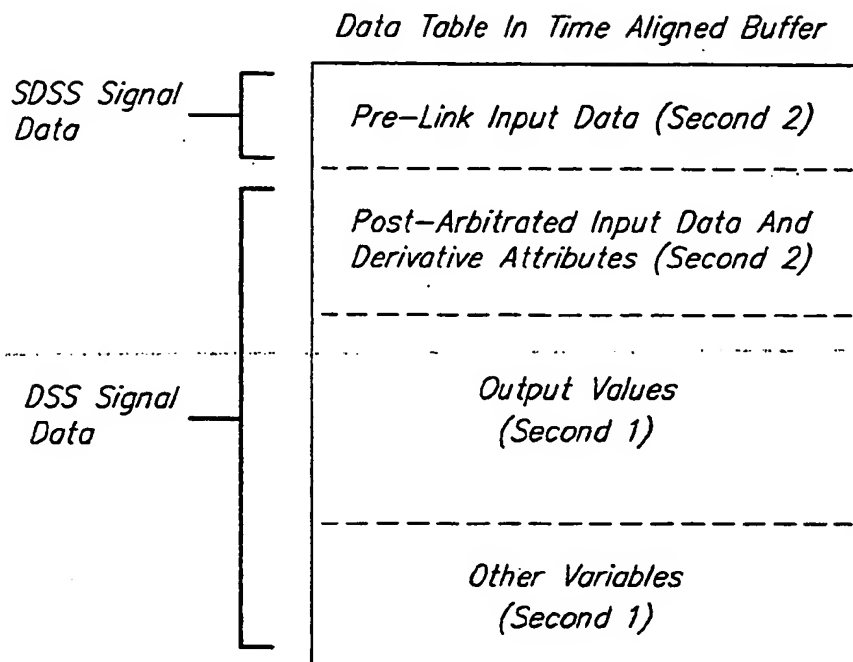 Data Table In Time Aligned Buffer
SDSS Signal
Data
Pre-Link Input Data (Second 2)
Post-Arbitrated Input Data And
Derivative Attributes (Second 2)
DSS Signal
Data
Output Values
(Second 1)
Other Variables
(Second 1)